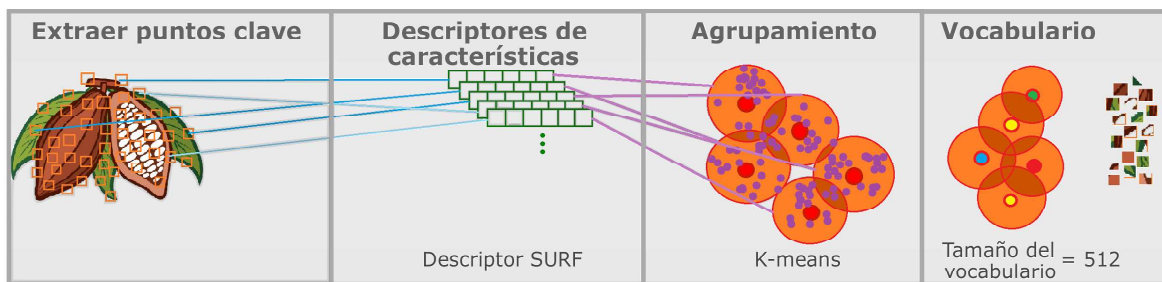 Extraer puntos clave
Descriptores de
características
Agrupamiento
Vocabulario
Descriptor SURF
K-means
Tamaño del
vocabulario = 512